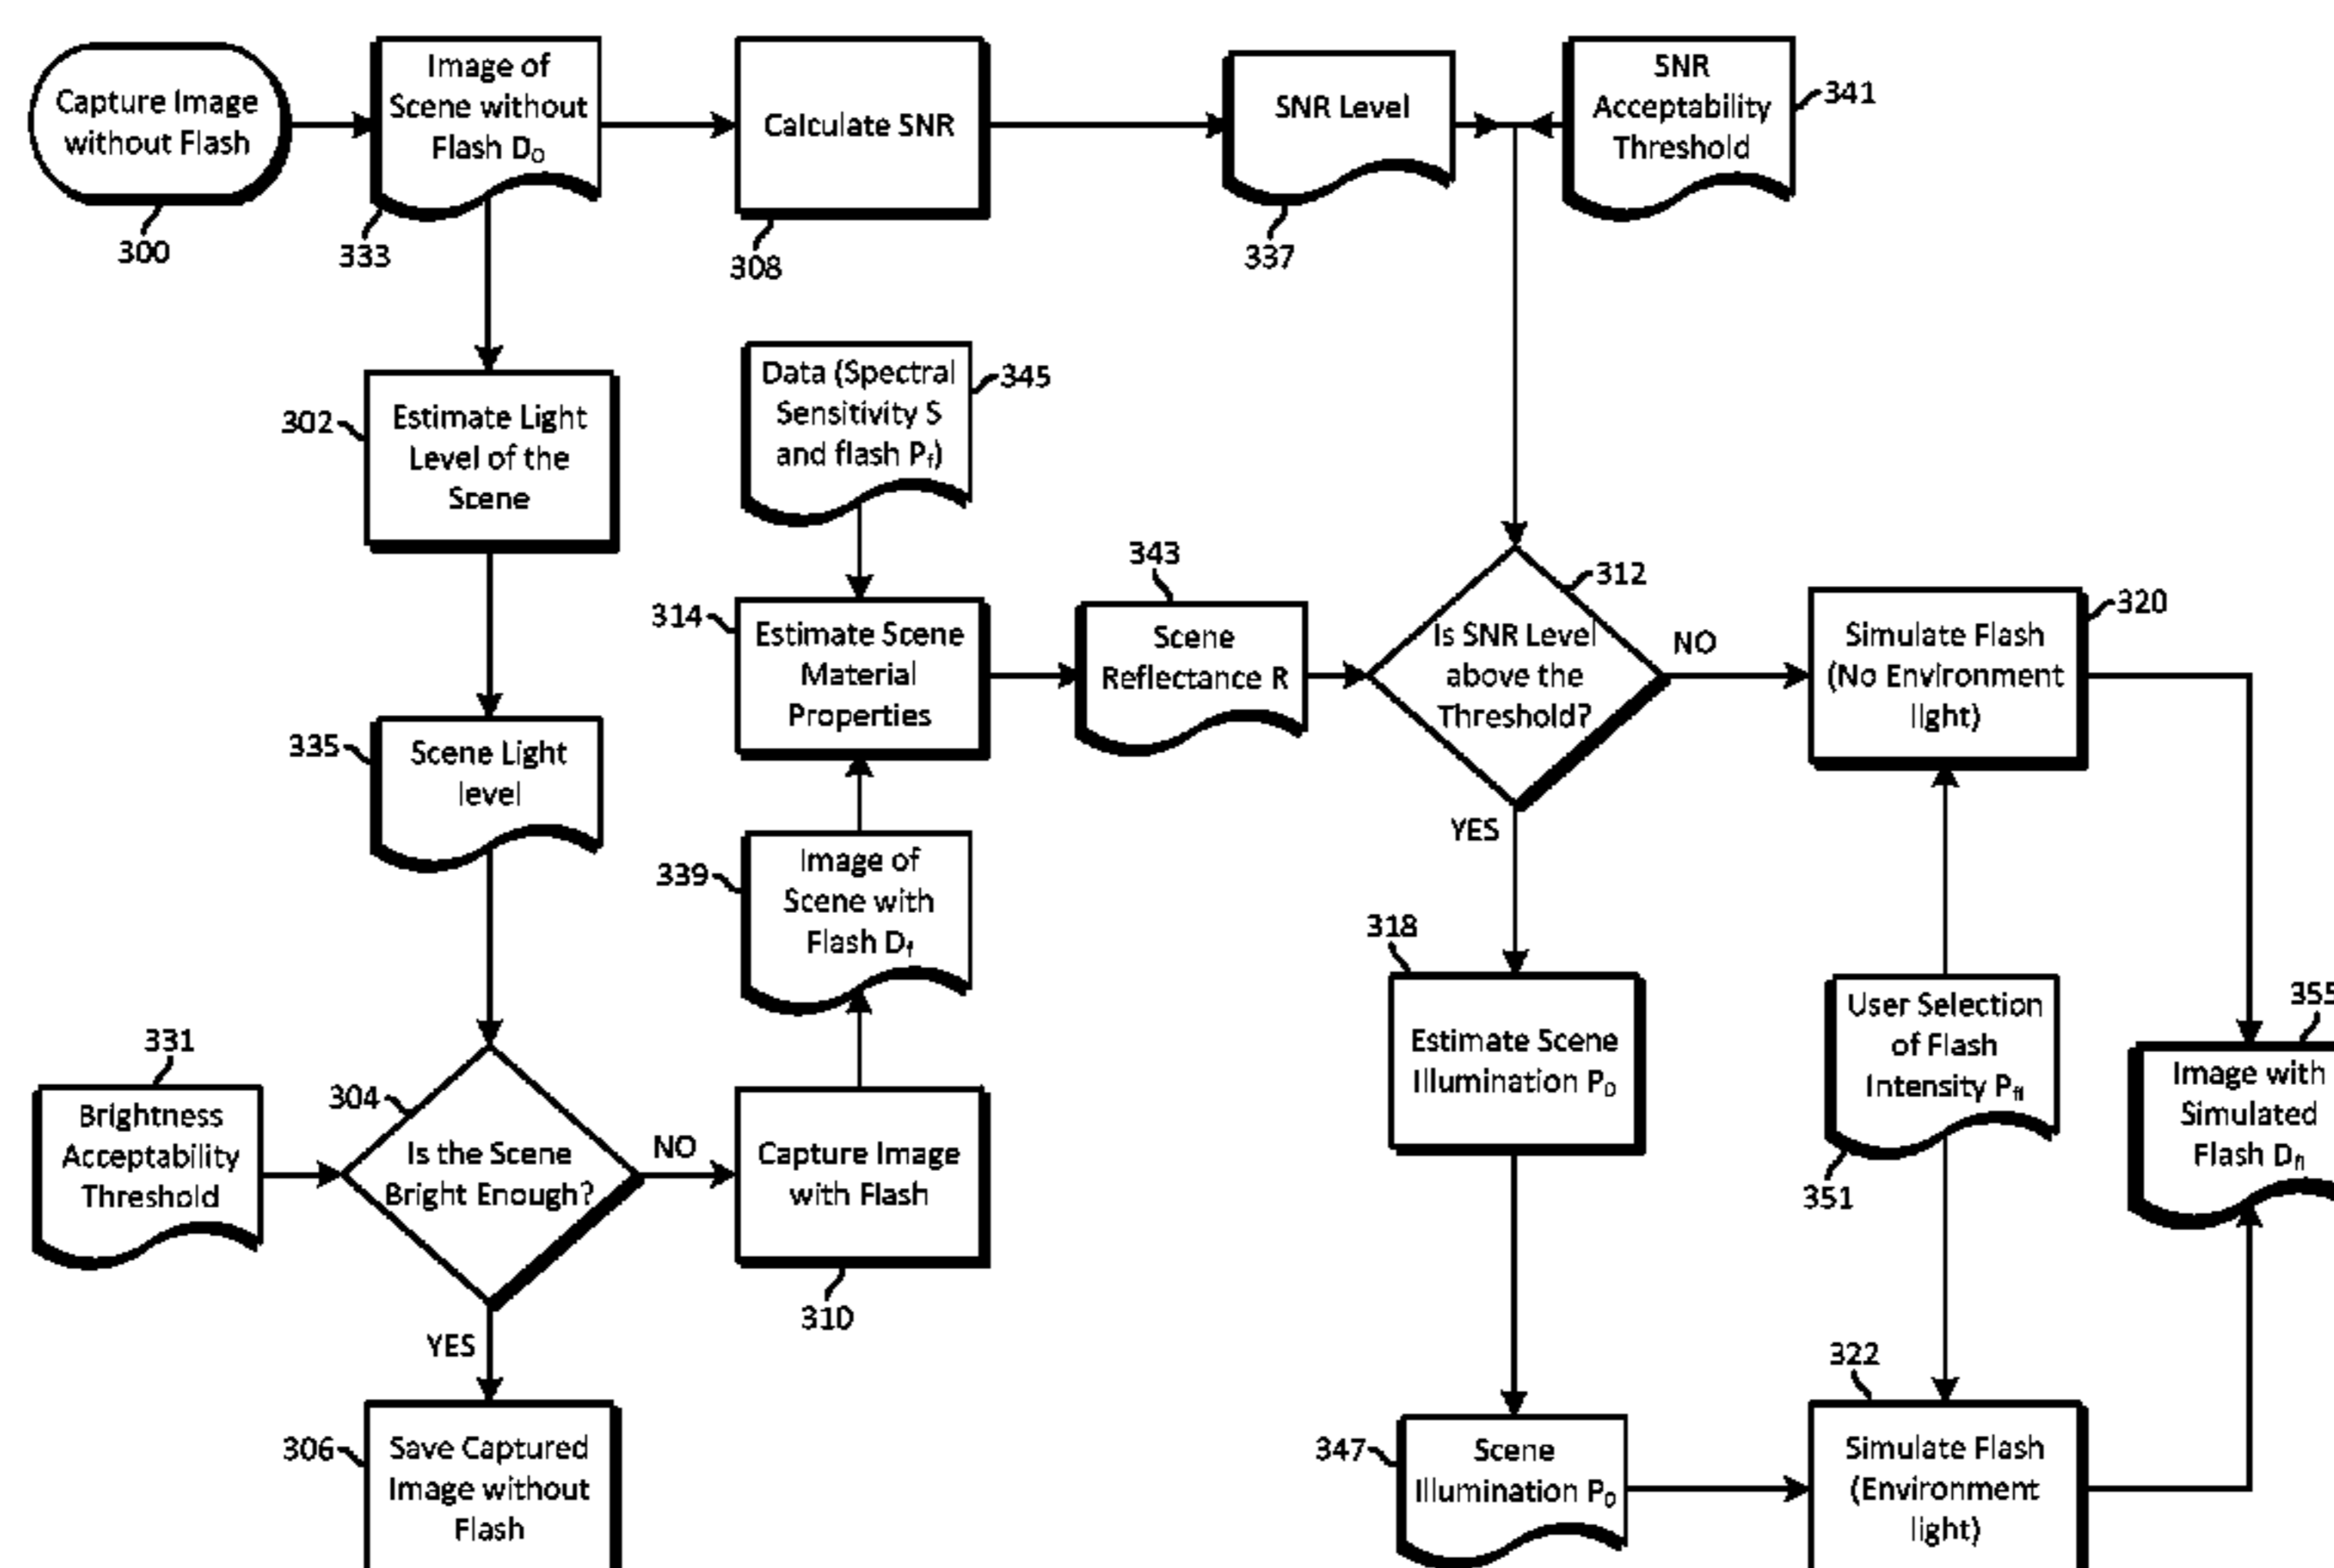 Capture Image
without Flash
300
Image of
Scene without
Flash D₀
333
Calculate SNR
308
SNR Level
337
SNR
Acceptability
Threshold
341
302
Estimate Light
Level of the
Scene
Data (Spectral
Sensitivity S
and flash Pf)
345
314
Estimate Scene
Material
Properties
343
Scene
Reflectance R
312
Is SNR Level
above the
Threshold?
NO
YES
320
Simulate Flash
(No Environment
light)
335
Scene Light
level
339
Image of
Scene with
Flash Df
318
Estimate Scene
Illumination P₀
User Selection
of Flash
Intensity Pfl
351
355
Image with
Simulated
Flash Dfl
331
Brightness
Acceptability
Threshold
304
Is the Scene
Bright Enough?
NO
YES
Capture Image
with Flash
310
306
Save Captured
Image without
Flash
347
Scene
Illumination P₀
322
Simulate Flash
(Environment
light)